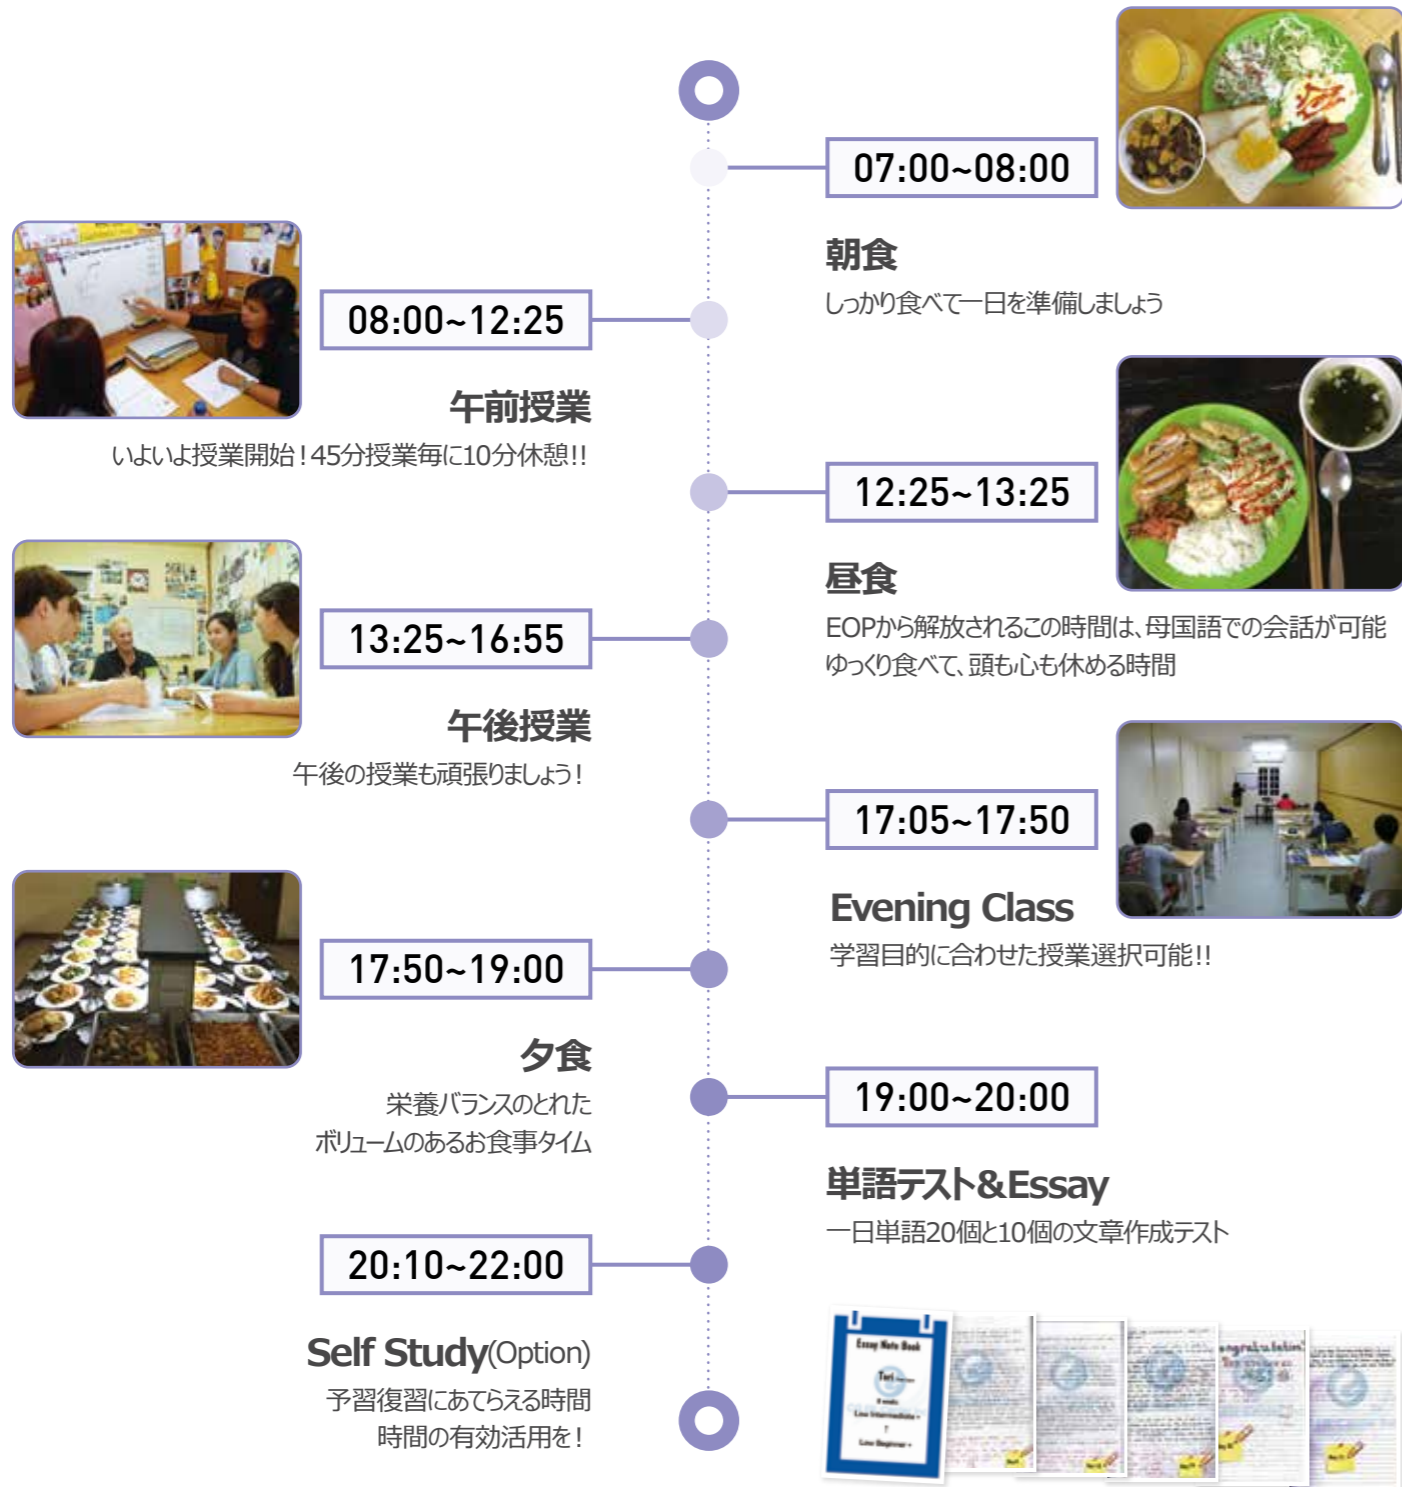 07:00~08:00
朝食
しっかり食べて一日を準備しましょう
08:00~12:25
午前授業
いよいよ授業開始！45分授業毎に10分休憩!!
12:25~13:25
昼食
EOPから解放されるこの時間は、母国語での会話が可能
ゆっくり食べて、頭も心も休める時間
13:25~16:55
午後授業
午後の授業も頑張りましょう！
17:05~17:50
Evening Class
学習目的に合わせた授業選択可能!!
17:50~19:00
夕食
栄養バランスのとれた
ボリュームのあるお食事タイム
19:00~20:00
単語テスト&Essay
一日単語20個と10個の文章作成テスト
20:10~22:00
Self Study(Option)
予習復習にあてらえる時間
時間の有効活用を！
Essay Note Book
Tori
Low Intermediate +
↑
Low Beginner +